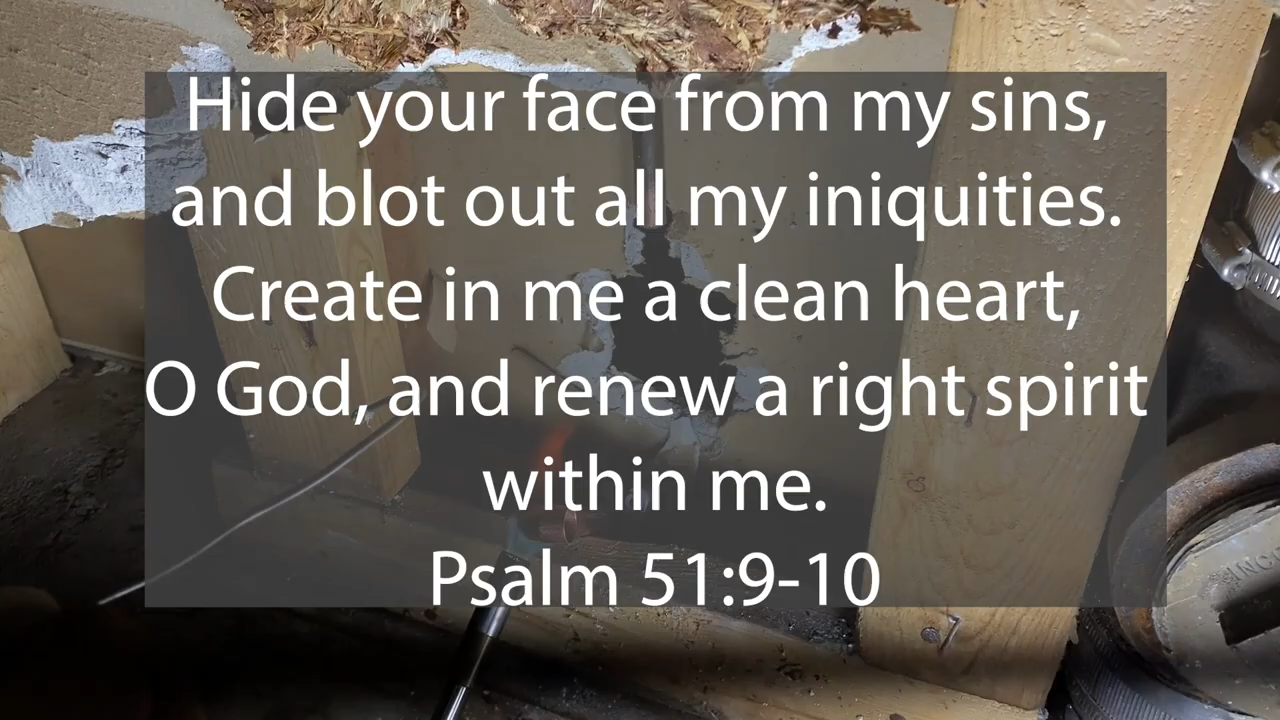 Hide your face from my sins,
and blot out all my iniquities.
Create in me a clean heart,
O God, and renew a right spirit
within me.
Psalm 51:9-10